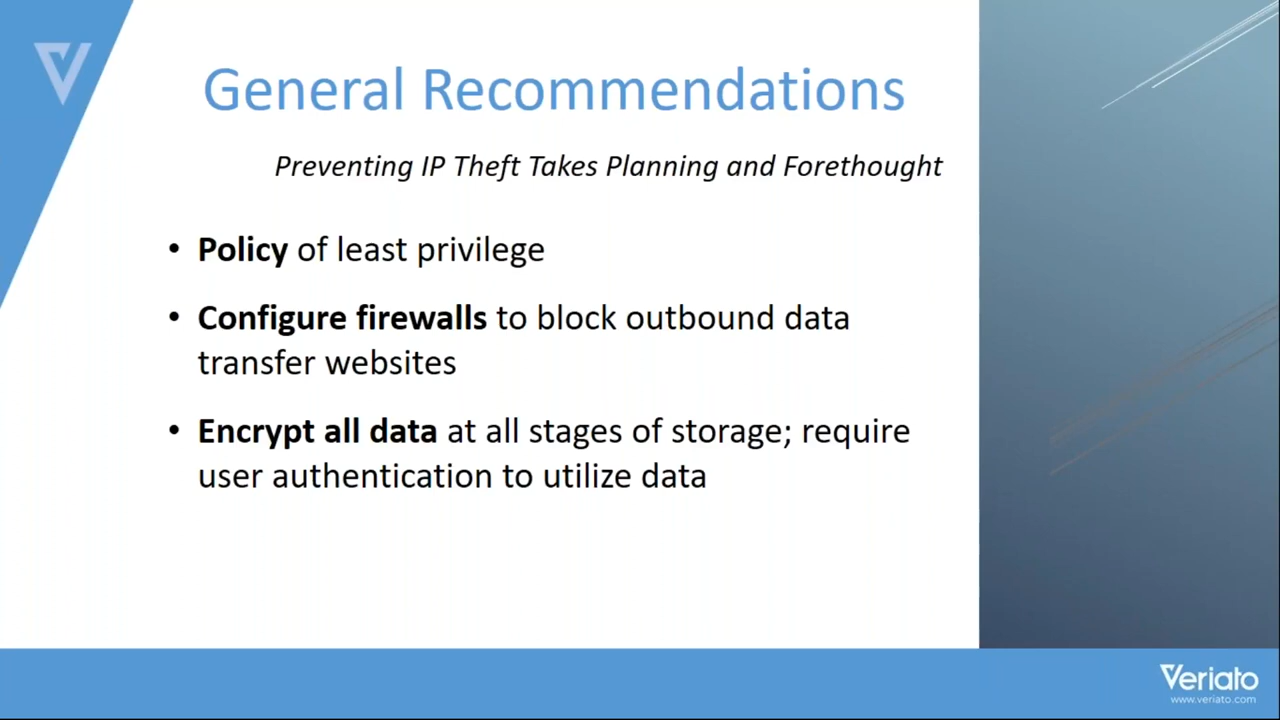 General Recommendations
Preventing IP Theft Takes Planning and Forethought
• Policy of least privilege
• Configure firewalls to block outbound data
transfer websites
• Encrypt all data at all stages of storage; require
user authentication to utilize data
Veriato
www.veriato.com